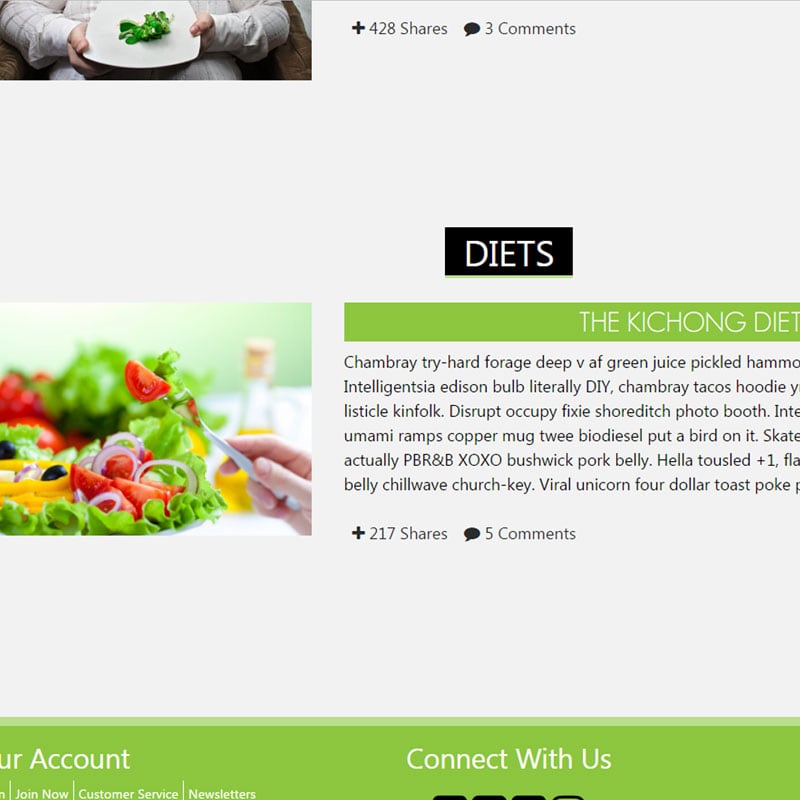 428 Shares 3 Comments
DIETS
THE KICHONG DIET
Chambray try-hard forage deep v af green juice pickled
Intelligentsia edison bulb literally DIY, chambray tacos hoodie
listicle kinfolk. Disrupt occupy fixie shoreditch photo booth.
umami ramps copper mug twee biodiesel put a bird on it.
actually PBR&B XOXO bushwick pork belly. Hella tousled +1,
belly chillwave church-key. Viral unicorn four dollar toast poke
217 Shares 5 Comments
ur Account
Connect With Us
n | Join Now | Customer Service | Newsletters